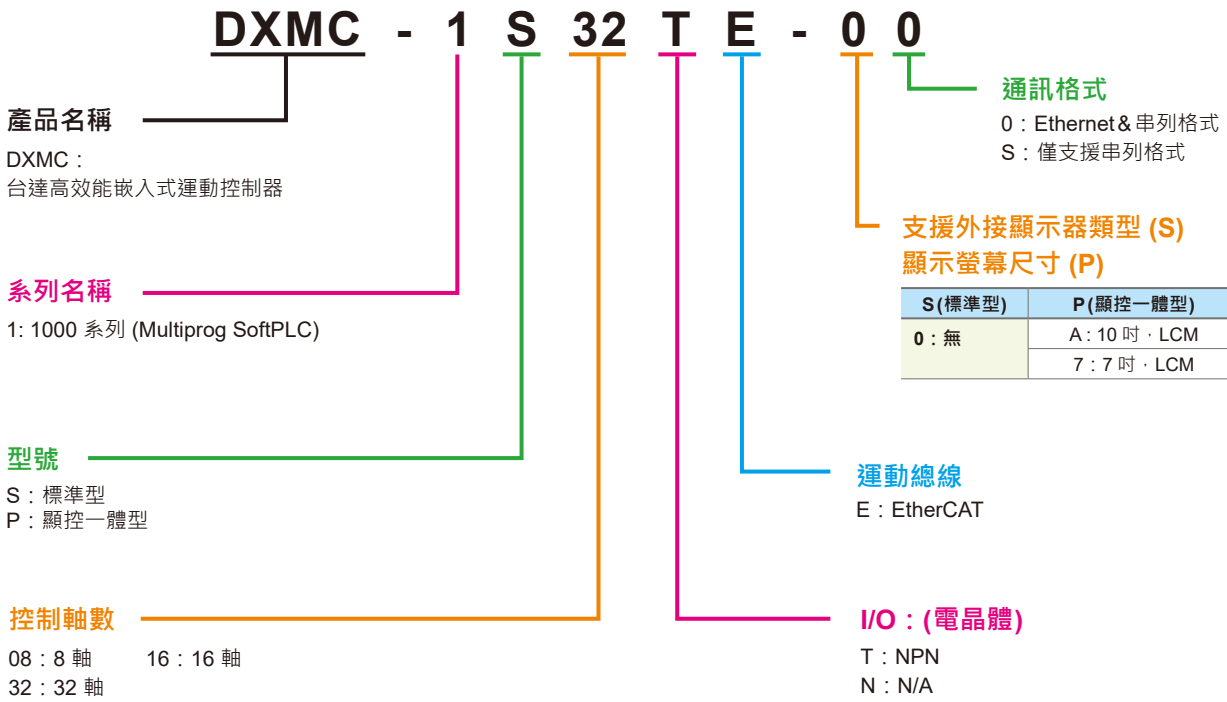 DXMC - 1 S 32 T E - 0 0
產品名稱
DXMC：
台達高效能嵌入式運動控制器
系列名稱
1: 1000 系列 (Multiprog SoftPLC)
型號
S：標準型
P：顯控一體型
控制軸數
08：8 軸 16：16 軸
32：32 軸
通訊格式
0：Ethernet&串列格式
S：僅支援串列格式
支援外接顯示器類型 (S)
顯示螢幕尺寸 (P)
S(標準型) P(顯控一體型)
0：無 A : 10 吋，LCM
7：7 吋，LCM
運動總線
E：EtherCAT
I/O：(電晶體)
T：NPN
N：N/A